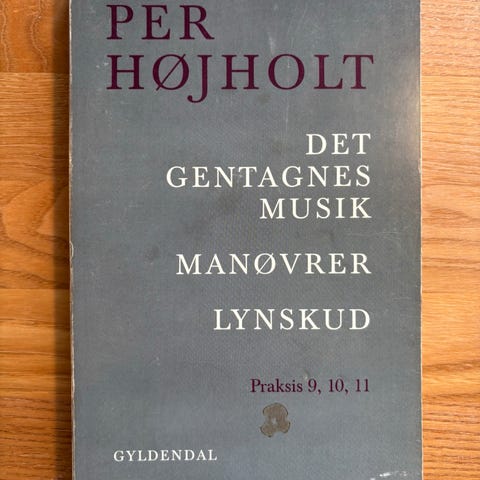 PER
HØJHOLT
DET
GENTAGNES
MUSIK
MANØVRER
LYNSKUD
Praksis 9, 10, 11
GYLDENDAL